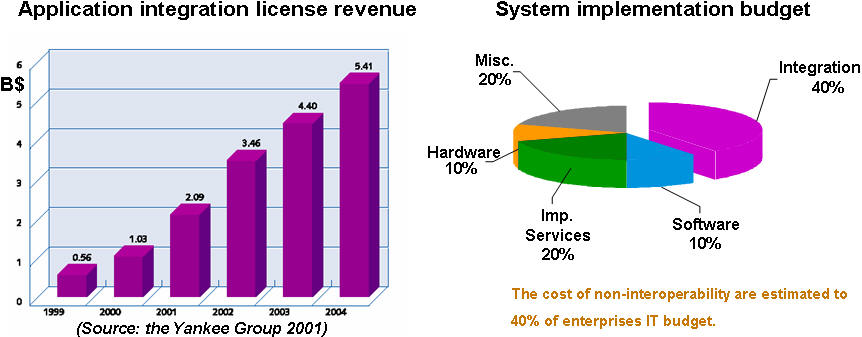 Application integration license revenue
B$
6
5
4
3
2
1
0
0.56
1.03
2.09
3.46
4.40
5.41
1999
2000
2001
2002
2003
2004
(Source: the Yankee Group 2001)
System implementation budget
Misc.
20%
Integration
40%
Hardware
10%
Imp.
Services
20%
Software
10%
The cost of non-interoperability are estimated to
40% of enterprises IT budget.